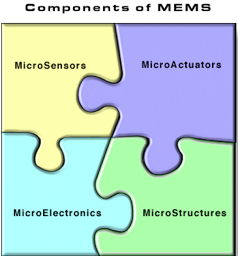 Components of MEMS
MicroSensors
MicroActuators
MicroElectronics
MicroStructures